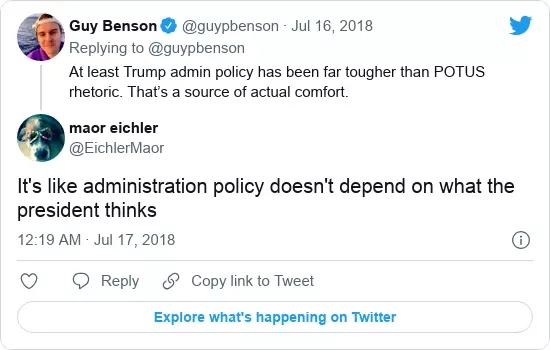 Guy Benson @guypbenson · Jul 16, 2018
Replying to @guypbenson
At least Trump admin policy has been far tougher than POTUS
rhetoric. That's a source of actual comfort.
maor eichler
@EichlerMaor
It's like administration policy doesn't depend on what the
president thinks
12:19 AM · Jul 17, 2018
Reply Copy link to Tweet
Explore what's happening on Twitter